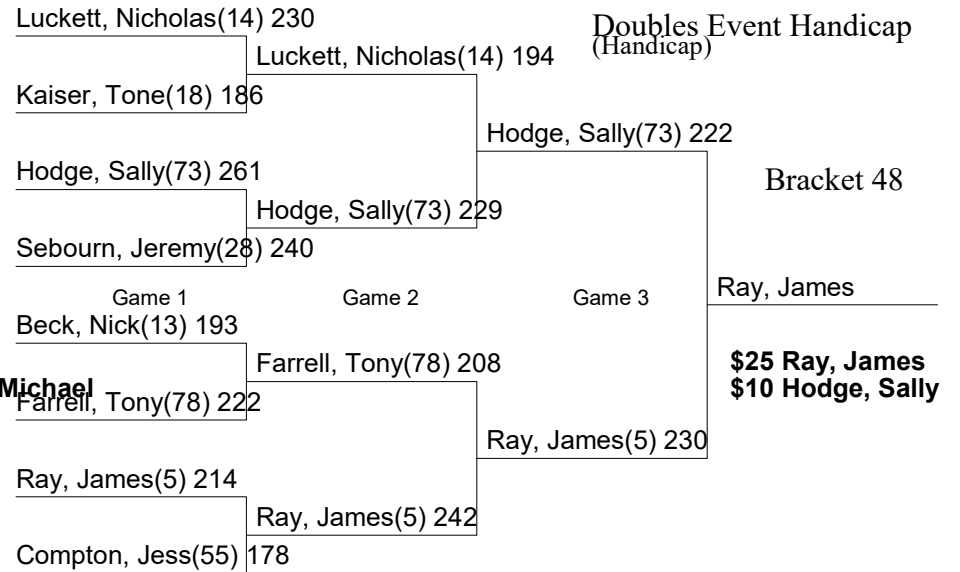 Luckett, Nicholas(14) 230
Doubles Event Handicap
(Handicap)
Luckett, Nicholas(14) 194
Kaiser, Tone(18) 186
Hodge, Sally(73) 222
Hodge, Sally(73) 261
Bracket 48
Hodge, Sally(73) 229
Sebourn, Jeremy(28) 240
Game 1
Game 2
Game 3
Ray, James
Beck, Nick(13) 193
Farrell, Tony(78) 208
$25 Ray, James
Michael
$10 Hodge, Sally
Farrell, Tony(78) 222
Ray, James(5) 230
Ray, James(5) 214
Ray, James(5) 242
Compton, Jess(55) 178